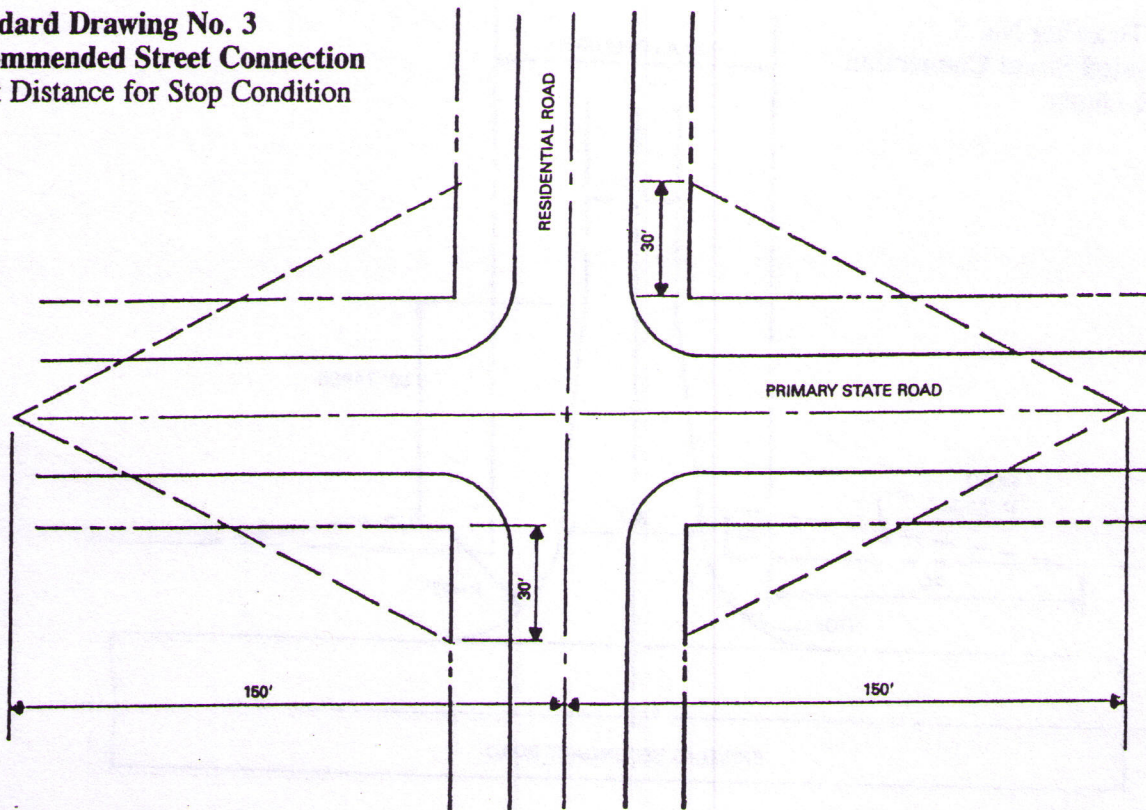 dard Drawing No. 3
ommended Street Connection
t Distance for Stop Condition
RESIDENTIAL ROAD
30'
PRIMARY STATE ROAD
30'
150'
150'